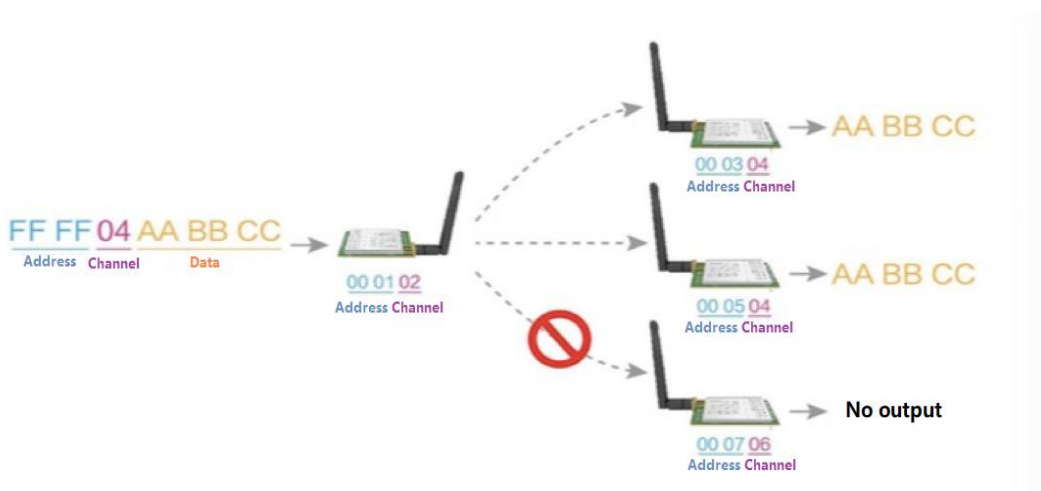 FF FF 04 AA BB CC
Address Channel Data
00 01 02
Address Channel
00 03 04
Address Channel
AA BB CC
00 05 04
Address Channel
AA BB CC
00 07 06
Address Channel
No output